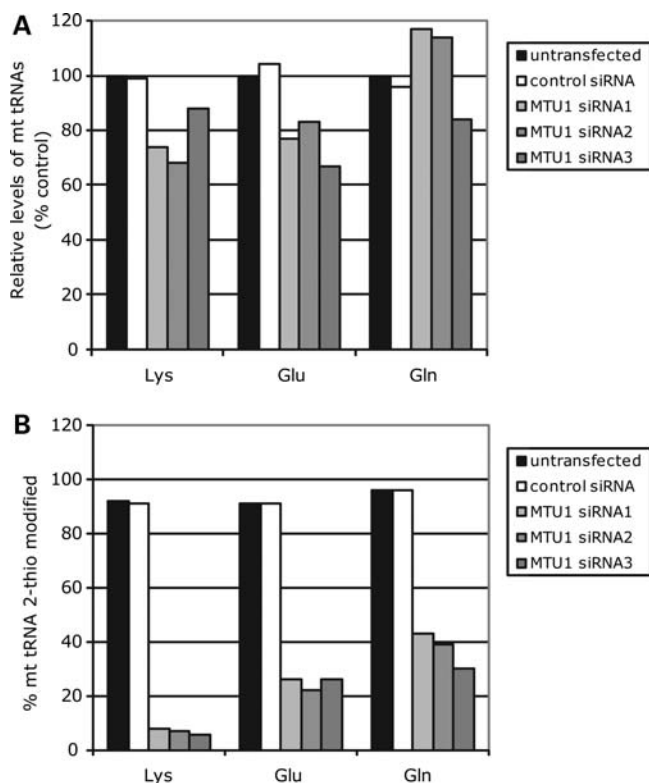 A
Relative levels of mt tRNAs
(% control)
120
100
80
60
40
20
0
Lys Glu Gln
untransfected
control siRNA
MTU1 siRNA1
MTU1 siRNA2
MTU1 siRNA3
B
% mt tRNA 2-thio modified
120
100
80
60
40
20
0
Lys Glu Gln
untransfected
control siRNA
MTU1 siRNA1
MTU1 siRNA2
MTU1 siRNA3